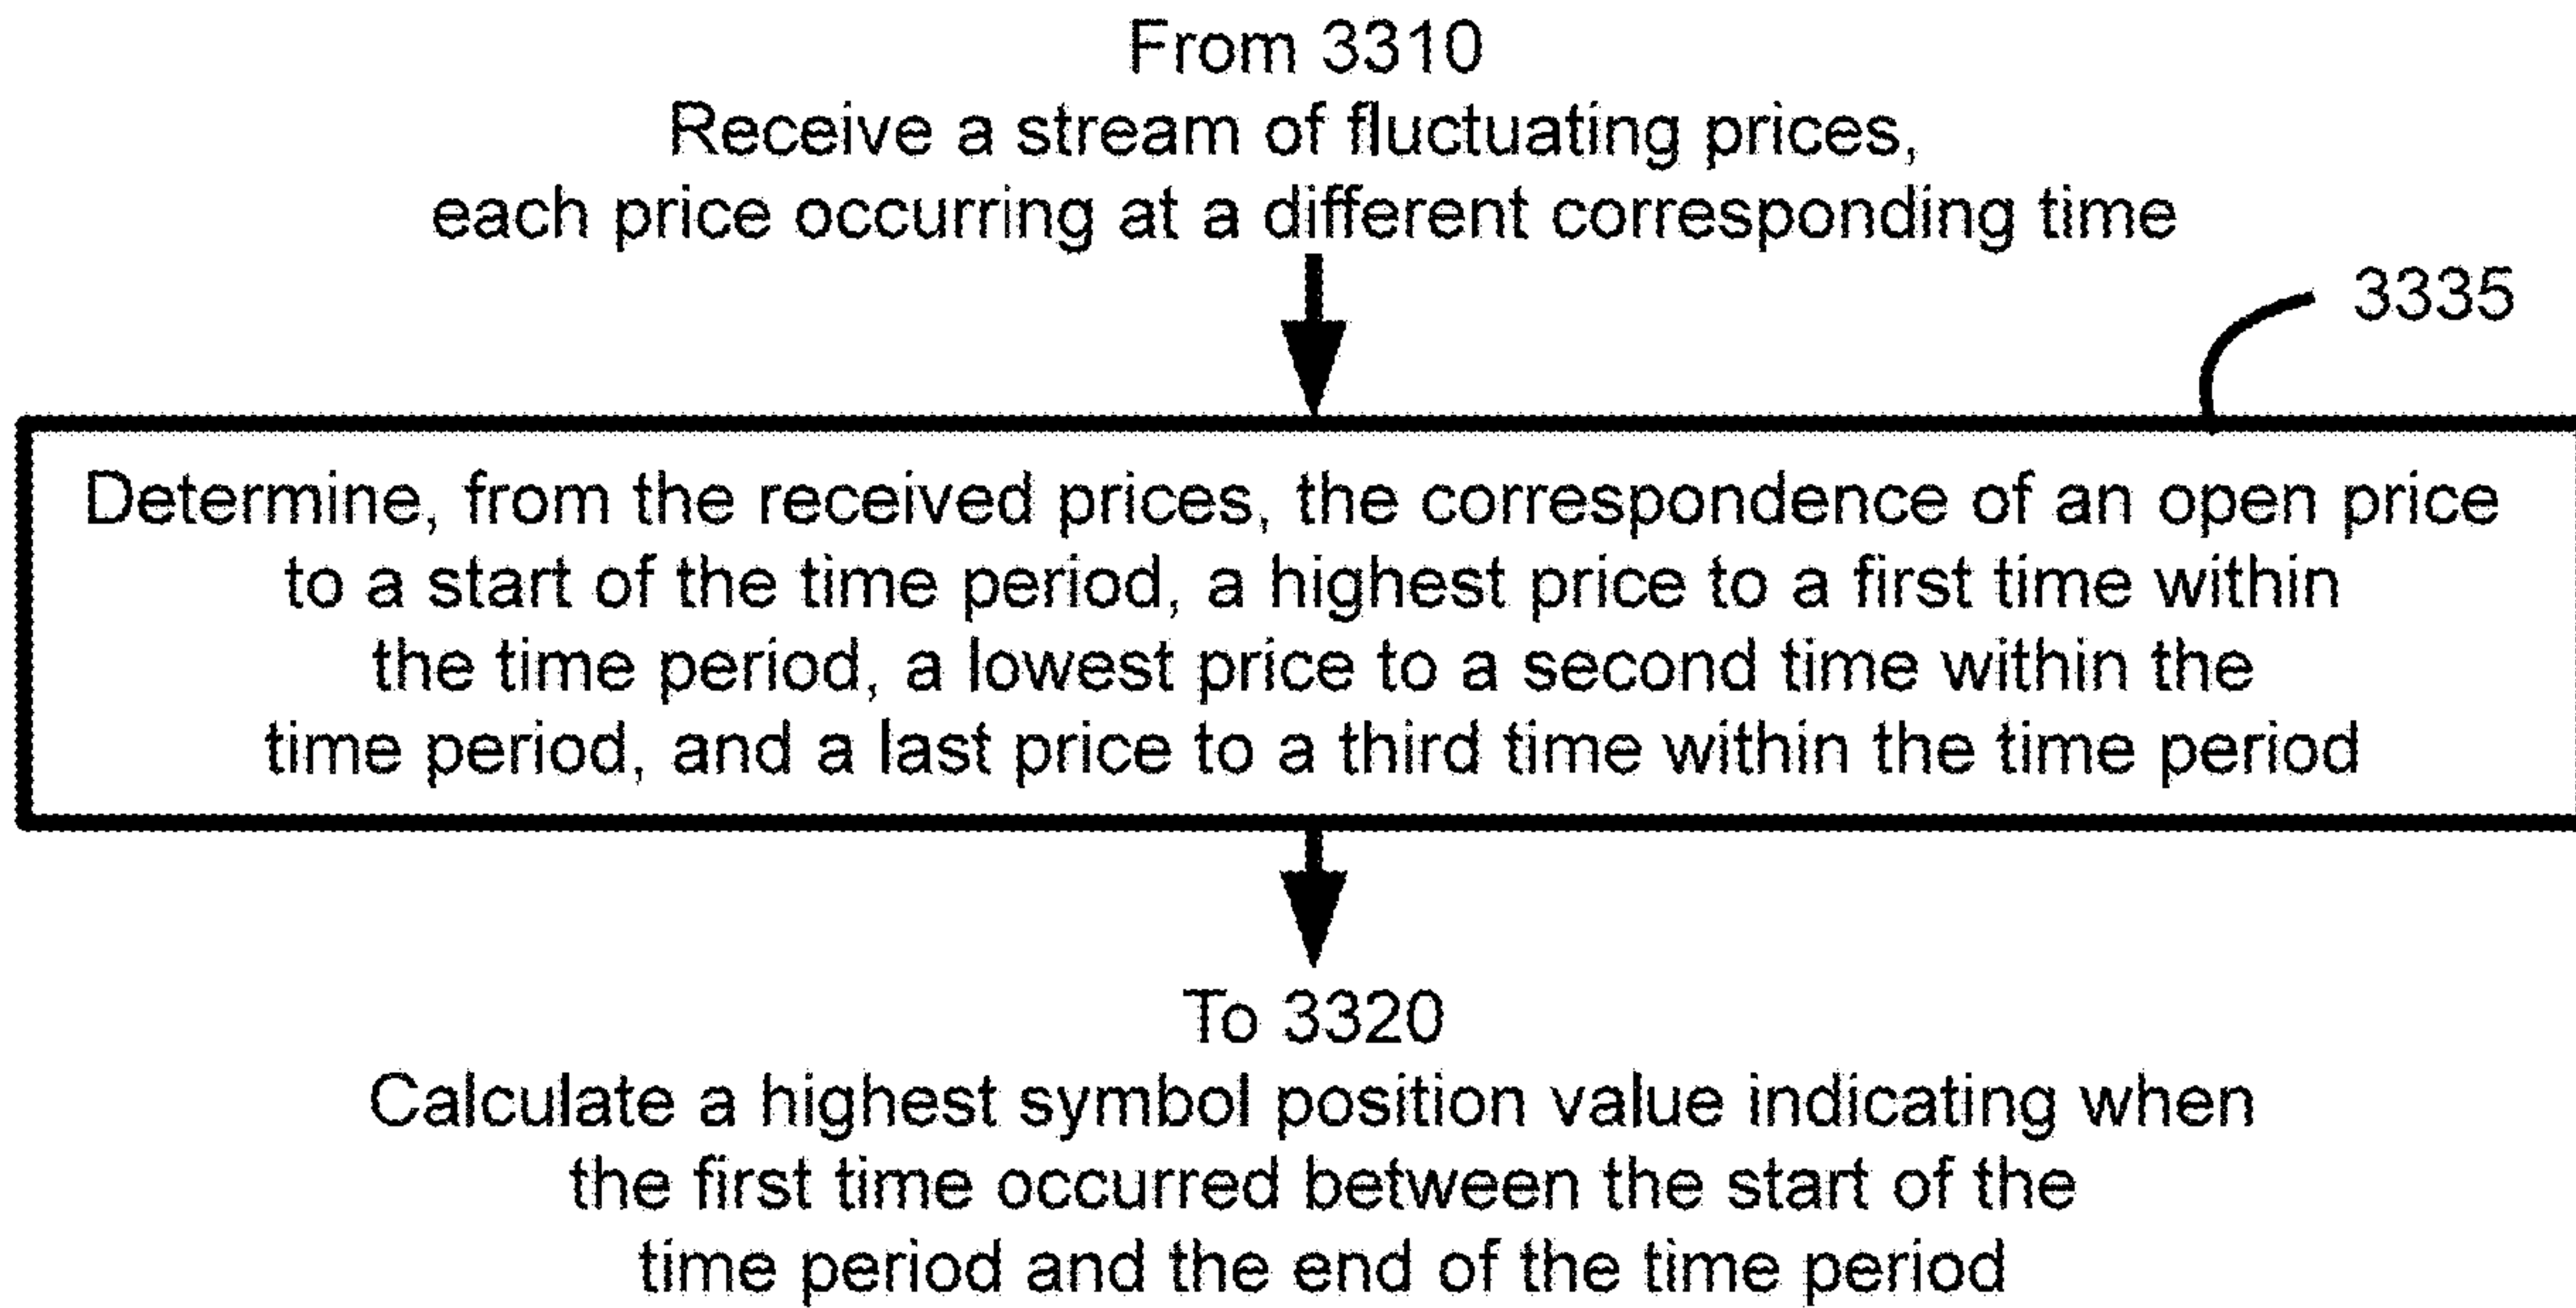 From 3310
Receive a stream of fluctuating prices,
each price occurring at a different corresponding time
3335
Determine, from the received prices, the correspondence of an open price
to a start of the time period, a highest price to a first time within
the time period, a lowest price to a second time within the
time period, and a last price to a third time within the time period
To 3320
Calculate a highest symbol position value indicating when
the first time occurred between the start of the
time period and the end of the time period